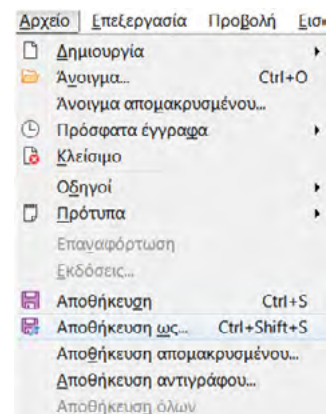 Αρχείο Επεξεργασία Προβολή Εισ
Δημιουργία
Άνοιγμα... Ctrl+O
Άνοιγμα απομακρυσμένου...
Πρόσφατα έγγραφα
Κλείσιμο
Οδηγοί
Πρότυπα
Επαναφόρτωση
Εκδόσεις...
Αποθήκευση Ctrl+S
Αποθήκευση ως... Ctrl+Shift+S
Αποθήκευση απομακρυσμένου...
Αποθήκευση αντιγράφου...
Αποθήκευση όλων